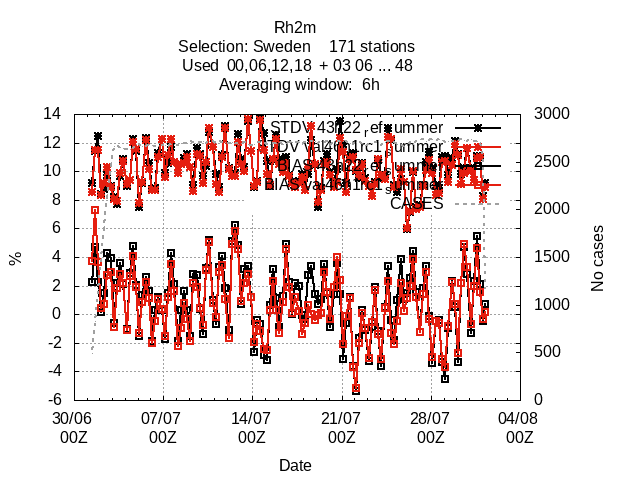 Rh2m
Selection: Sweden 171 stations
Used 00,06,12,18 + 03 06 ... 48
Averaging window: 6h
14
12
10
8
6
4
2
0
-2
-4
-6
%
3000
2500
2000
1500
1000
500
0
No cases
CASES
30/06 00Z
07/07 00Z
14/07 00Z
21/07 00Z
28/07 00Z
04/08 00Z
Date